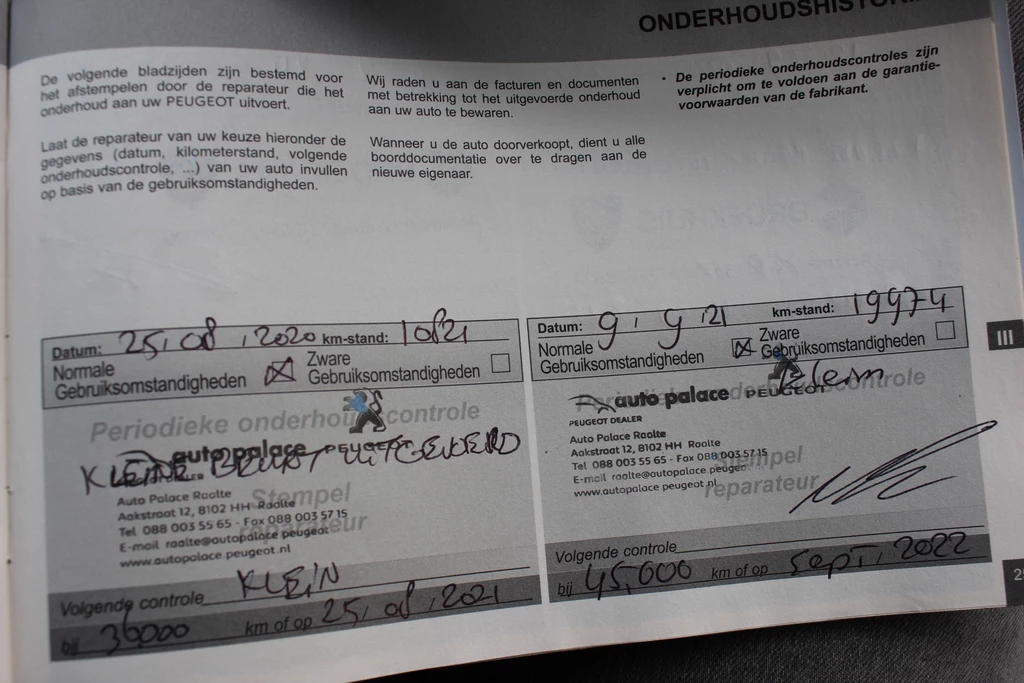 ONDERHOUDSHISTORI
De volgende bladzijden zijn bestemd voor
het afstempelen door de reparateur die het
onderhoud aan uw PEUGEOT uitvoert.
Laat de reparateur van uw keuze hieronder de
gegevens (datum, kilometerstand, volgende
onderhoudscontrole, ...) van uw auto invullen
op basis van de gebruiksomstandigheden.
Wij raden u aan de facturen en documenten
met betrekking tot het uitgevoerde onderhoud
aan uw auto te bewaren.
Wanneer u de auto doorverkoopt, dient u alle
boorddocumentatie over te dragen aan de
nieuwe eigenaar.
• De periodieke onderhoudscontroles zijn
verplicht om te voldoen aan de garantie-
voorwaarden van de fabrikant.
Datum: 25, 08, 2020 km-stand: 10821
Normale Gebruiksomstandigheden
Zware Gebruiksomstandigheden
Periodieke onderhoudscontrole
auto palace PEUGEOT
KLEINE BEURT UITGEVOERD
Auto Palace Raalte
Stempel
Aakstraat 12, 8102 HH Raalte
Tel 088 003 55 65 - Fax 088 003 57 15
reparateur
E-mail raalte@autopalace.peugeot
www.autopalace.peugeot.nl
Volgende controle KLEIN
bij 36000 km of op 25, 08, 2021
Datum: 9, 9, 21 km-stand: 19974
Normale Gebruiksomstandigheden
Zware Gebruiksomstandigheden
Periodieke onderhoudscontrole
auto palace PEUGEOT
PEUGEOT DEALER
Auto Palace Raalte
Aakstraat 12, 8102 HH Raalte
Tel 088 003 55 65 - Fax 088 003 57 15
Stempel
E-mail raalte@autopalace.peugeo
www.autopalace.peugeot.nl
reparateur
Volgende controle
bij 45,000 km of op sept, 2022
III